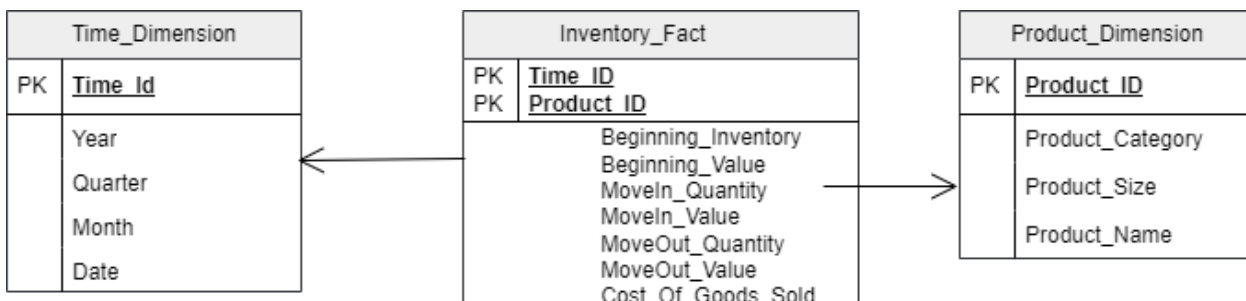 Time_Dimension
PK Time_Id
Year
Quarter
Month
Date
Inventory_Fact
PK Time_ID
PK Product_ID
Beginning_Inventory
Beginning_Value
MoveIn_Quantity
MoveIn_Value
MoveOut_Quantity
MoveOut_Value
Cost_Of_Goods_Sold
Product_Dimension
PK Product_ID
Product_Category
Product_Size
Product_Name